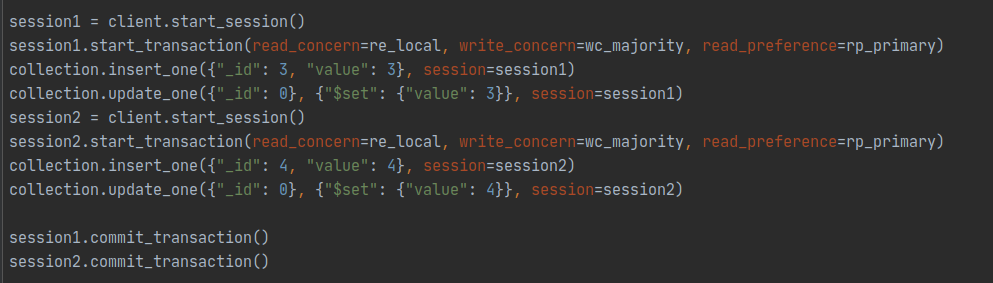 session1 = client.start_session()
session1.start_transaction(read_concern=re_local, write_concern=wc_majority, read_preference=rp_primary)
collection.insert_one({"_id": 3, "value": 3}, session=session1)
collection.update_one({"_id": 0}, {"$set": {"value": 3}}, session=session1)
session2 = client.start_session()
session2.start_transaction(read_concern=re_local, write_concern=wc_majority, read_preference=rp_primary)
collection.insert_one({"_id": 4, "value": 4}, session=session2)
collection.update_one({"_id": 0}, {"$set": {"value": 4}}, session=session2)
session1.commit_transaction()
session2.commit_transaction()